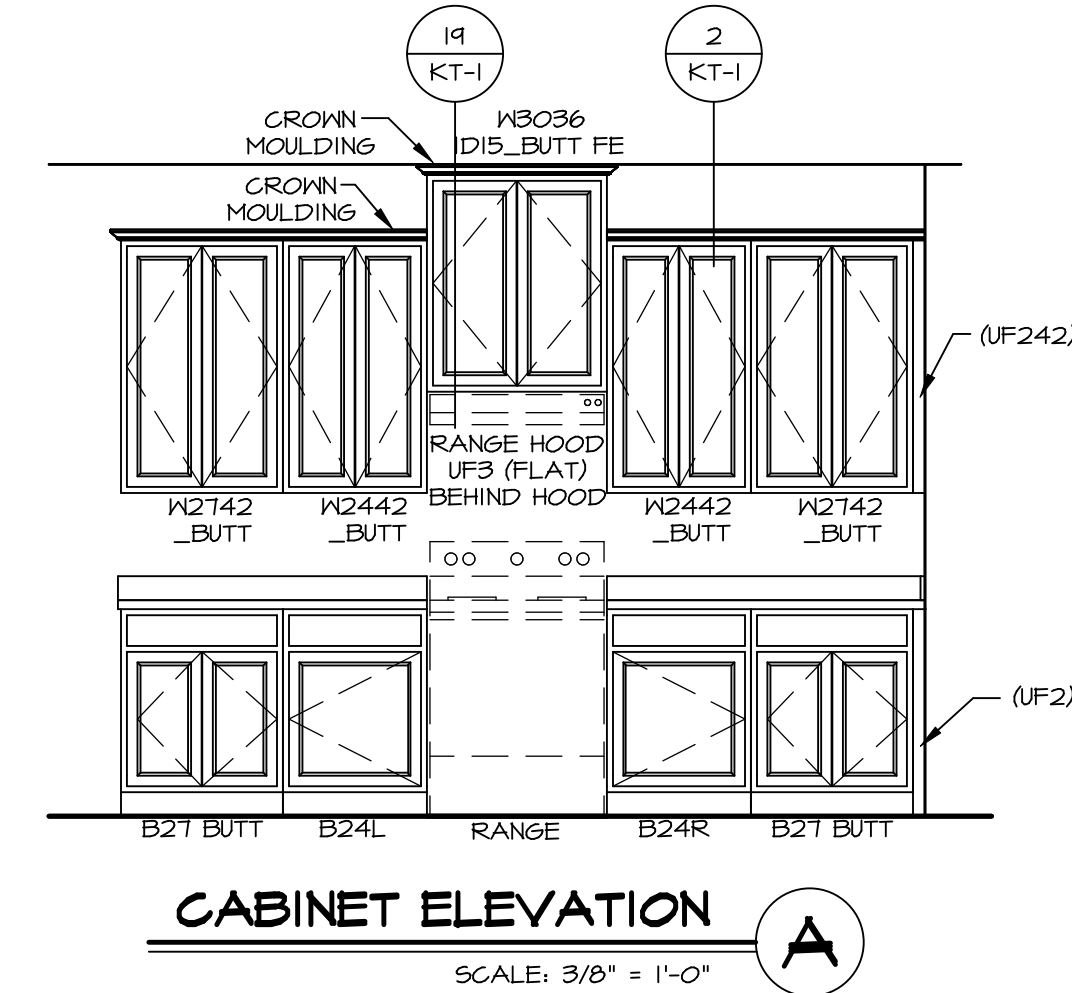 19
KT-1
2
KT-1
CROWN
MOULDING
W3036
1D15_BUTT FE
CROWN
MOULDING
(UF242)
RANGE HOOD
UF3 (FLAT)
BEHIND HOOD
W2742
_BUTT
W2442
_BUTT
W2442
_BUTT
W2742
_BUTT
(UF2)
B27 BUTT
B24L
RANGE
B24R
B27 BUTT
CABINET ELEVATION
A
SCALE: 3/8" = 1'-0"